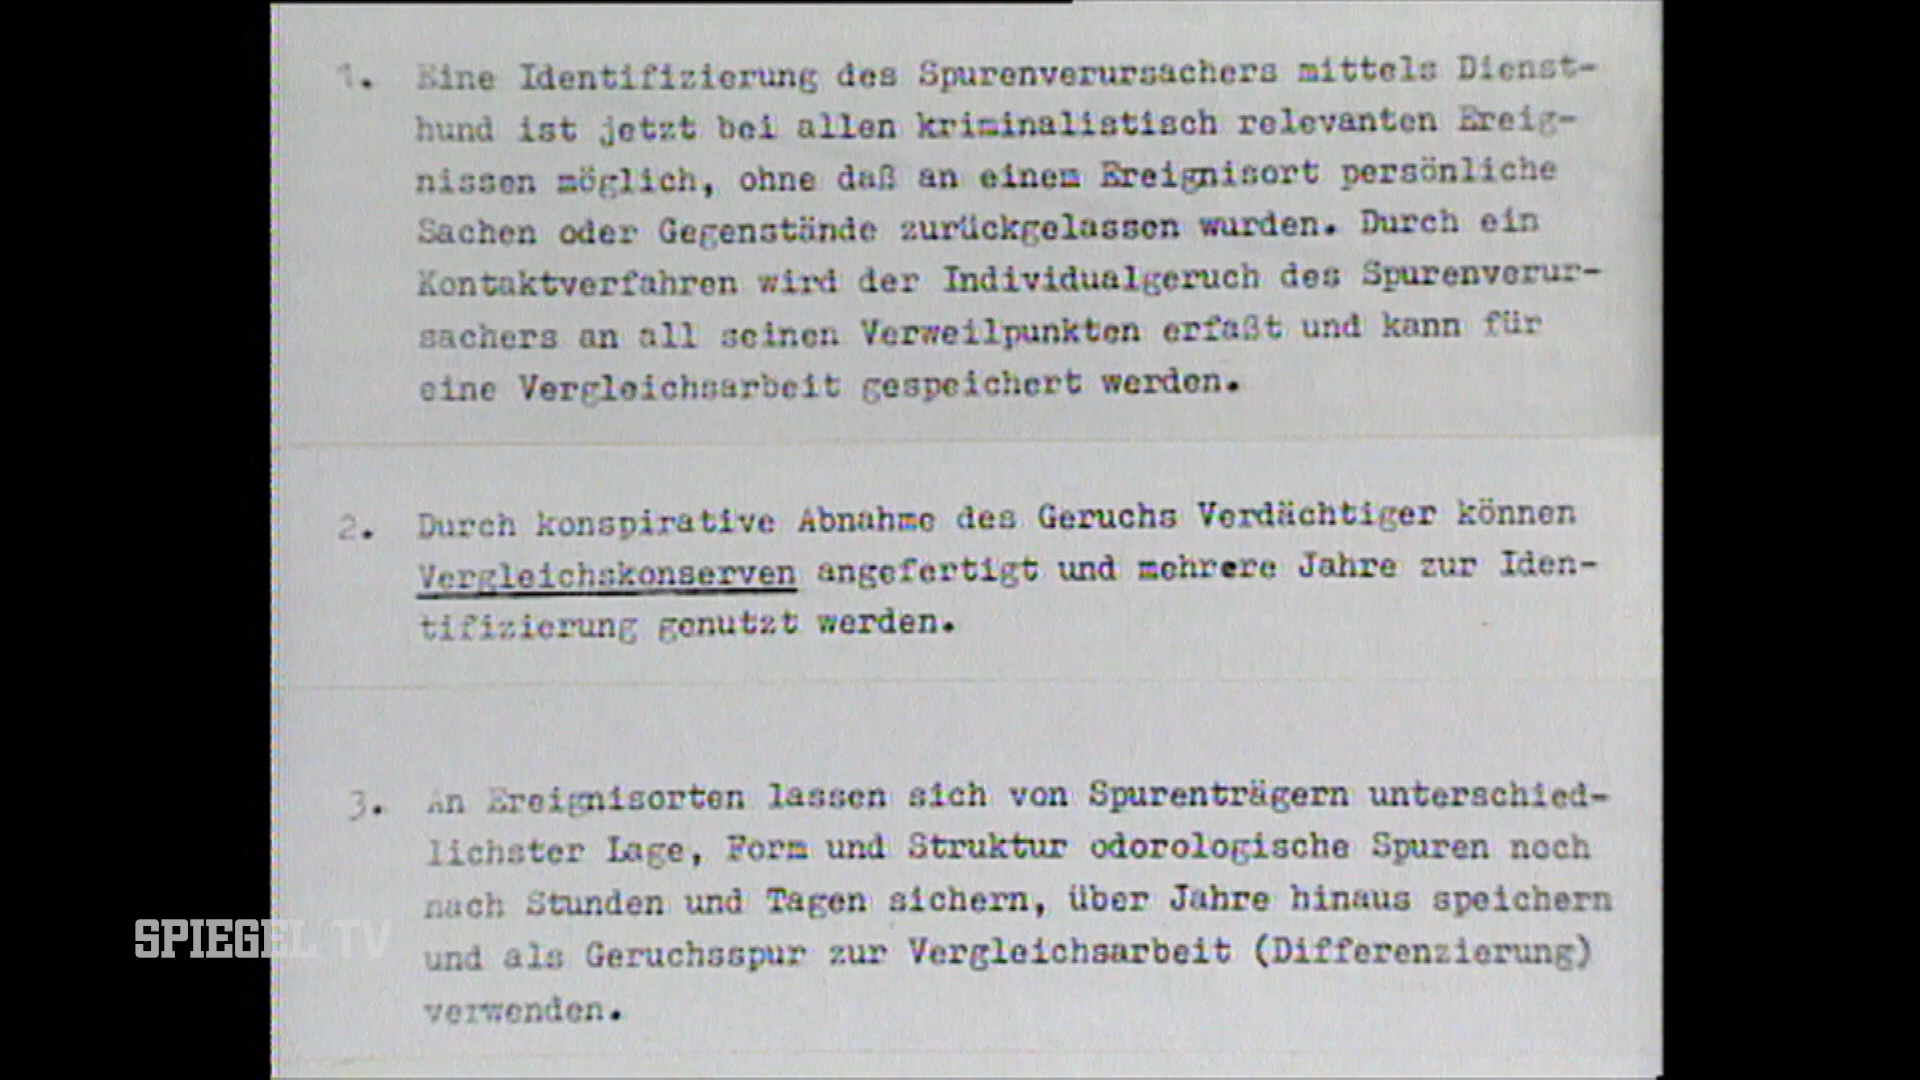 1. Eine Identifizierung des Spurenverursachers mittels Dienst-
hund ist jetzt bei allen kriminalistisch relevanten Ereig-
nissen möglich, ohne daß an einem Ereignisort persönliche
Sachen oder Gegenstände zurückgelassen wurden. Durch ein
Kontaktverfahren wird der Individualgeruch des Spurenverur-
sachers an all seinen Verweilpunkten erfaßt und kann für
eine Vergleichsarbeit gespeichert werden.
2. Durch konspirative Abnahme des Geruchs Verdächtiger können
Vergleichskonserven angefertigt und mehrere Jahre zur Iden-
tifizierung genutzt werden.
3. An Ereignisorten lassen sich von Spurenträgern unterschied-
lichster Lage, Form und Struktur odorologische Spuren noch
nach Stunden und Tagen sichern, über Jahre hinaus speichern
und als Geruchsspur zur Vergleichsarbeit (Differenzierung)
verwenden.
SPIEGEL TV